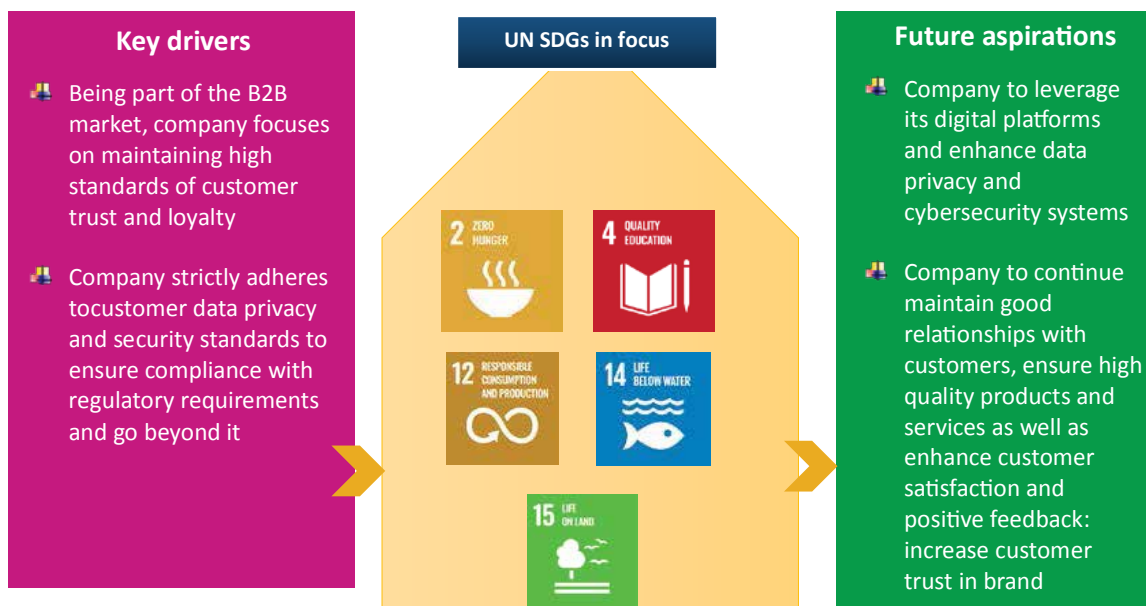 Key drivers
Being part of the B2B
market, company focuses
on maintaining high
standards of customer
trust and loyalty
Company strictly adheres
tocustomer data privacy
and security standards to
ensure compliance with
regulatory requirements
and go beyond it
UN SDGs in focus
2 ZERO
HUNGER
4 QUALITY
EDUCATION
12 RESPONSIBLE
CONSUMPTION
AND PRODUCTION
14 LIFE
BELOW WATER
15 LIFE
ON LAND
Future aspirations
Company to leverage
its digital platforms
and enhance data
privacy and
cybersecurity systems
Company to continue
maintain good
relationships with
customers, ensure high
quality products and
services as well as
enhance customer
satisfaction and
positive feedback:
increase customer
trust in brand